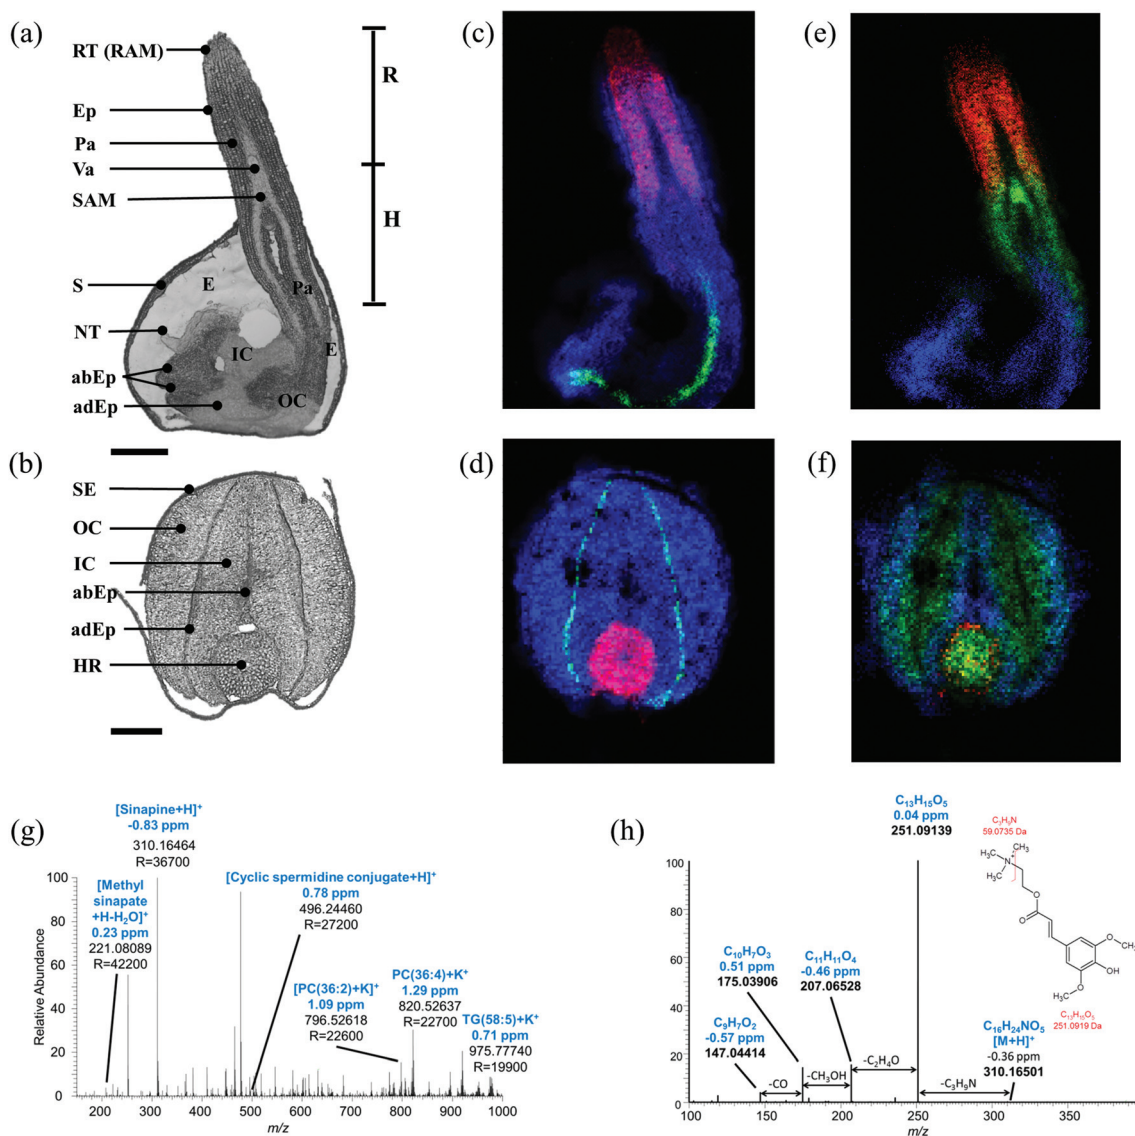 (a)
RT (RAM)
Ep
Pa
Va
SAM
S
E
NT
Pa
IC
E
abEp
OC
adEp
R
H
(b)
SE
OC
IC
abEp
adEp
HR
(c)
(d)
(e)
(f)
(g)
[Sinapine+H]⁺
-0.83 ppm
310.16464
R=36700
[Methyl
sinapate
+H-H₂O]⁺
0.23 ppm
221.08089
R=42200
[Cyclic spermidine conjugate+H]⁺
0.78 ppm
496.24460
R=27200
[PC(36:2)+K]⁺
1.09 ppm
796.52618
R=22600
PC(36:4)+K⁺
1.29 ppm
820.52637
R=22700
TG(58:5)+K⁺
0.71 ppm
975.77740
R=19900
Relative Abundance
100
80
60
40
20
0
200 300 400 500 600 700 800 900 1000
m/z
(h)
C₁₃H₁₅O₅
0.04 ppm
251.09139
C₃H₉N
59.0735 Da
CH₃
H₃C
N⁺
H₃C
O
O
O
CH₃
OH
O
CH₃
C₁₃H₁₅O₅
251.0919 Da
C₁₀H₇O₃
0.51 ppm
175.03906
C₁₁H₁₁O₄
-0.46 ppm
207.06528
C₉H₇O₂
-0.57 ppm
147.04414
C₁₆H₂₄NO₅
[M+H]⁺
-0.36 ppm
310.16501
-CO
-CH₃OH
-C₂H₄O
-C₃H₉N
100
80
60
40
20
0
100 150 200 250 300 350
m/z